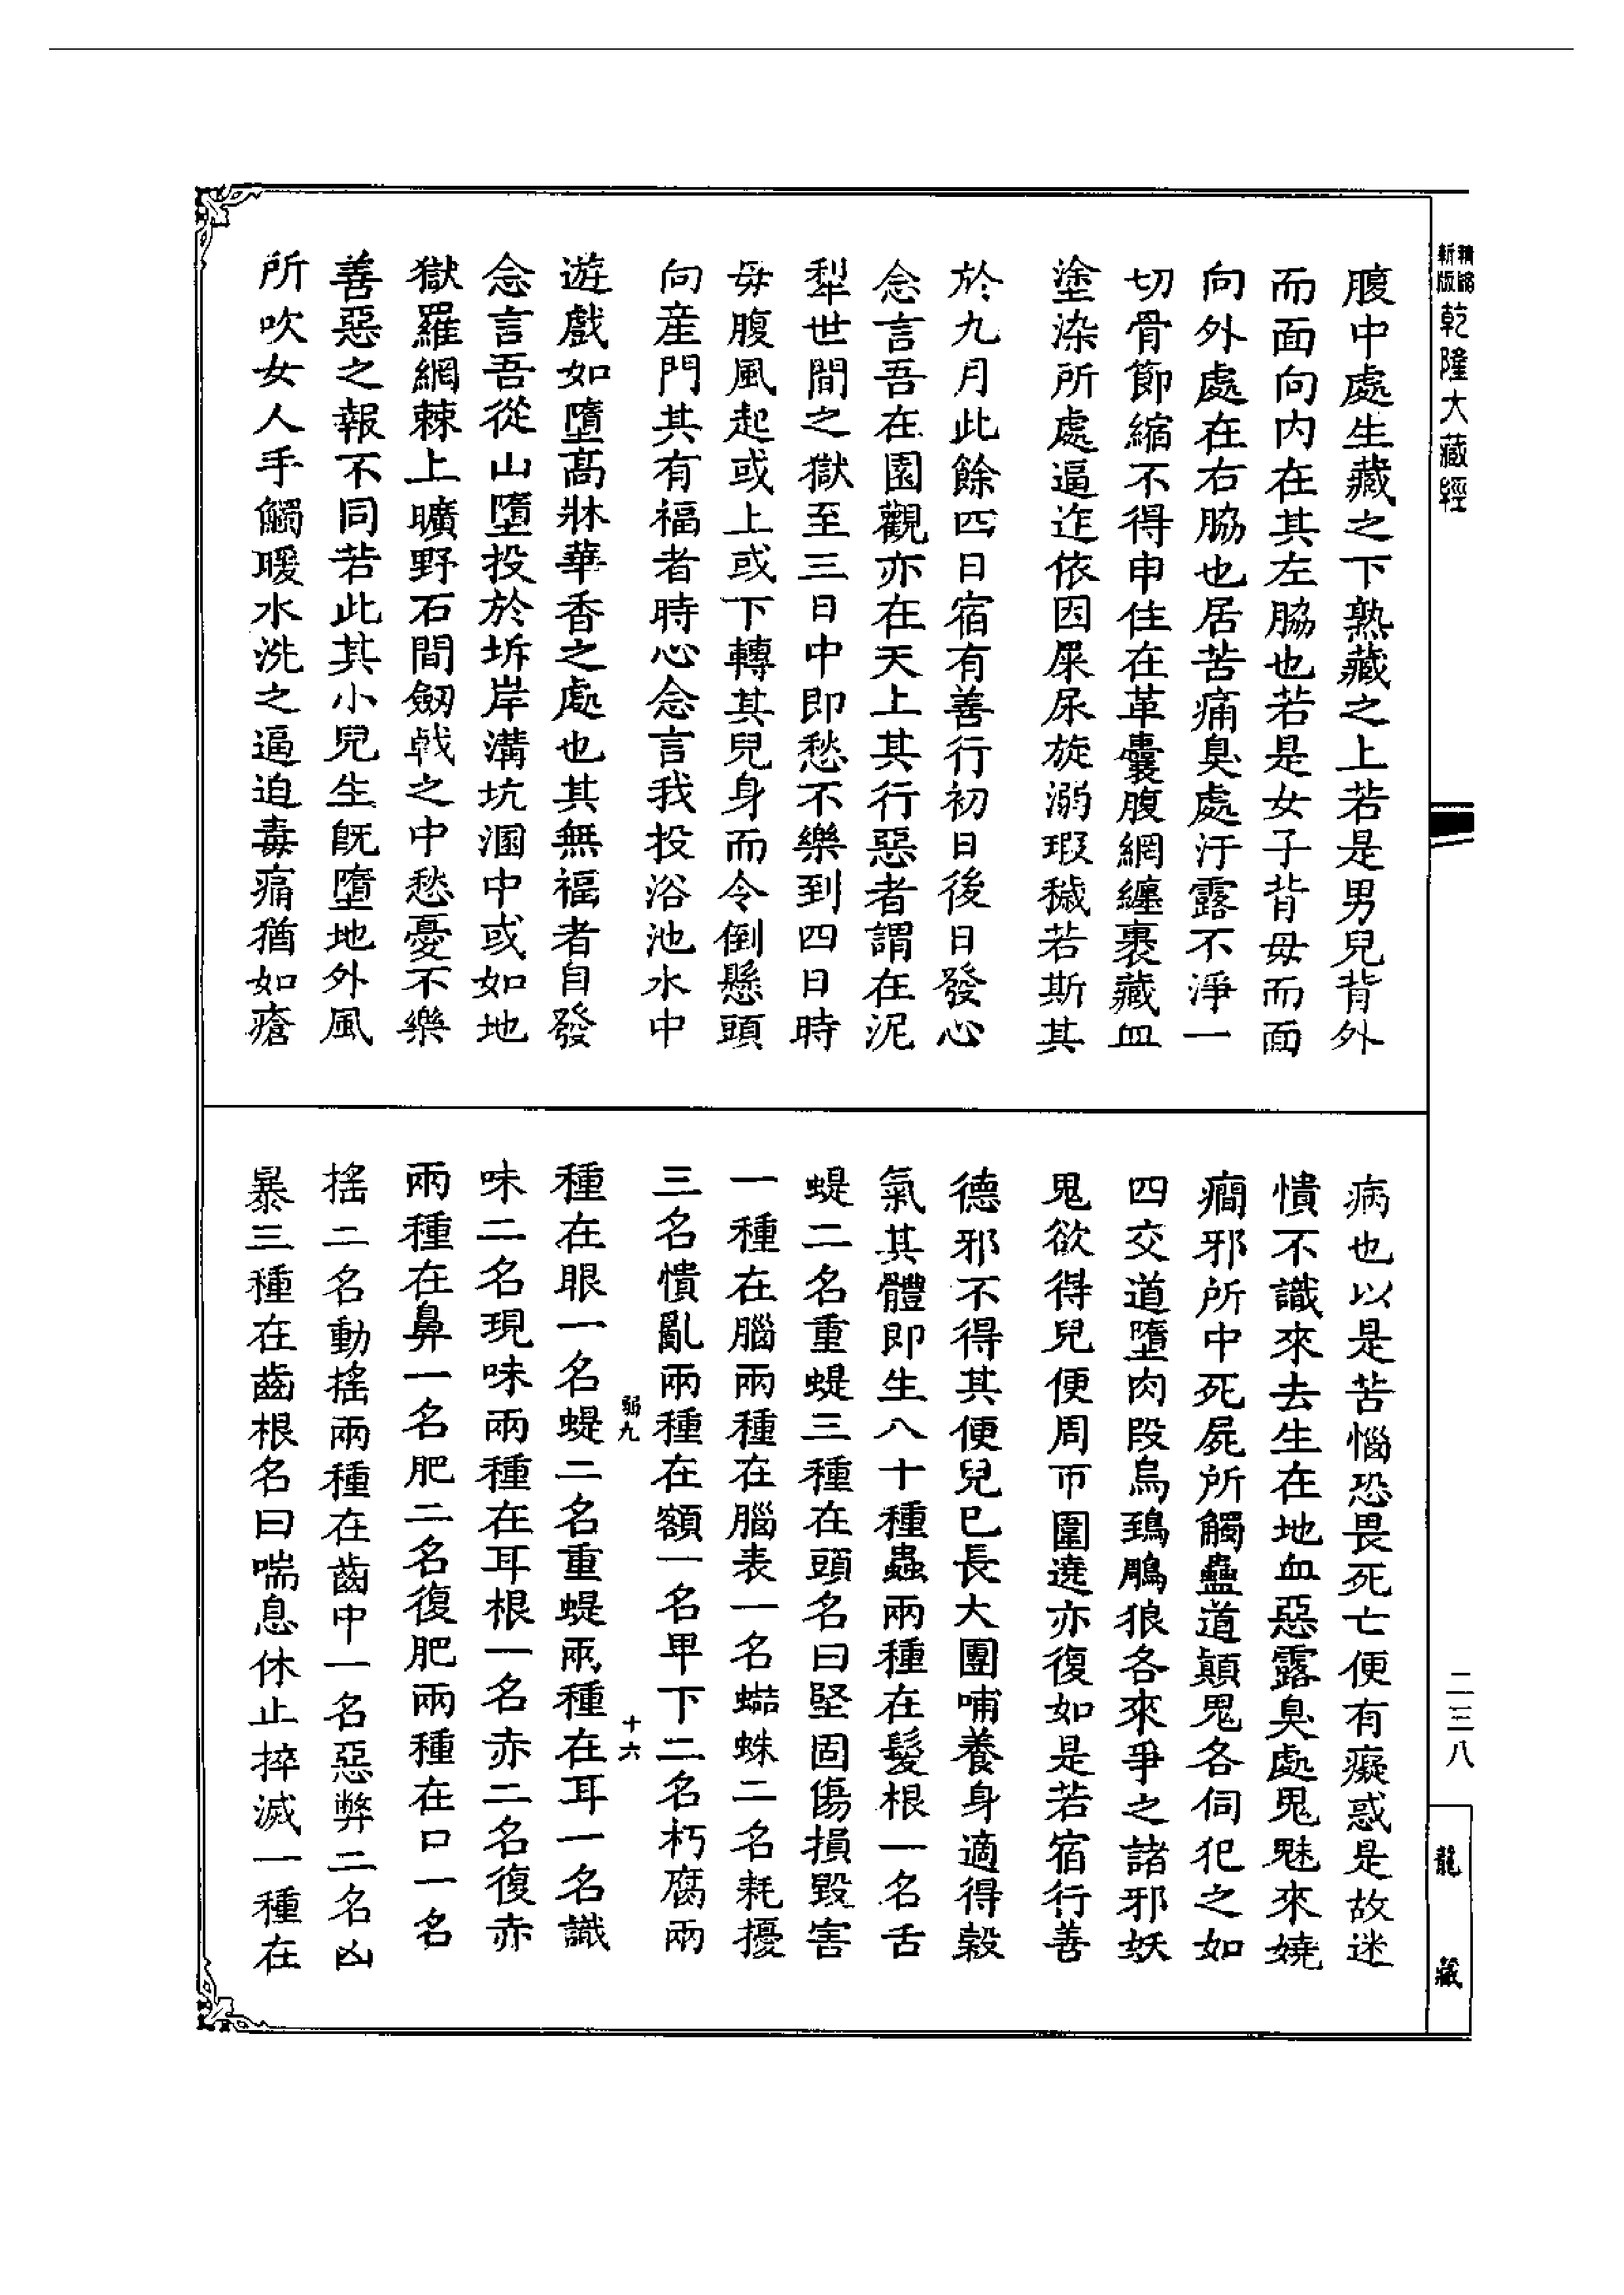 精縮
新版
乾隆大藏經
腹中處生藏之下熟藏之上若是男兒背外
而面向内在其左脇也若是女子背毋而面
向外處在右脇也居苦痛臭處汙露不淨一
切骨節縮不得申住在革囊腹網纏裹藏血
塗染所處逼迮依因屎尿旋溺瑕穢若斯其
於九月此餘四日宿有善行初日後日發心
念言吾在園觀亦在天上其行惡者謂在泥
犁世間之獄至三日中即愁不樂到四日時
毋腹風起或上或下轉其兒身而令倒懸頭
向産門其有福者時心念言我投浴池水中
遊戲如墮高牀華香之處也其無福者自發
念言吾從山墮投於坼岸溝坑溷中或如地
獄羅網棘上曠野石間劒戟之中愁憂不樂
善惡之報不同若此其小兒生旣墮地外風
所吹女人手觸暖水洗之逼迫毒痛猶如瘡
病也以是苦惱恐畏死亡便有癡惑是故迷
憒不識來去生在地血惡露臭處鬼魅來嬈
癎邪所中死屍所觸蠱道顛鬼各伺犯之如
四交道墮肉段烏鵄鵰狼各來爭之諸邪妖
鬼欲得兒便周帀圍遶亦復如是若宿行善
德邪不得其便兒已長大團哺養身適得穀
氣其體即生八十種蟲兩種在髮根一名舌
蝭二名重蝭三種在頭名曰堅固傷損毀害
一種在腦兩種在腦表一名蝔蛛二名耗擾
三名憒亂兩種在額一名卑下二名朽腐兩
弱九
十六
種在眼一名蝭二名重蝭兩種在耳一名識
味二名現味兩種在耳根一名赤二名復赤
兩種在鼻一名肥二名復肥兩種在口一名
搖二名動搖兩種在齒中一名惡弊二名凶
暴三種在齒根名曰喘息休止捽滅一種在
二三八
龍藏